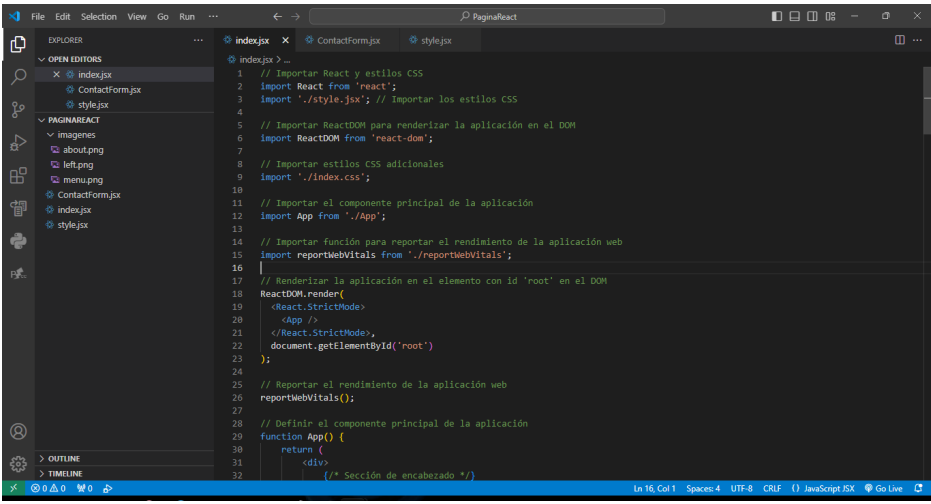 File Edit Selection View Go Run ···
PaginaReact
EXPLORER ···
OPEN EDITORS
index.jsx
ContactForm.jsx
style.jsx
PAGINAREACT
imagenes
about.png
left.png
menu.png
ContactForm.jsx
index.jsx
style.jsx
OUTLINE
TIMELINE
index.jsx ContactForm.jsx style.jsx
index.jsx > ...
1 // Importar React y estilos CSS
2 import React from 'react';
3 import './style.jsx'; // Importar los estilos CSS
4
5 // Importar ReactDOM para renderizar la aplicación en el DOM
6 import ReactDOM from 'react-dom';
7
8 // Importar estilos CSS adicionales
9 import './index.css';
10
11 // Importar el componente principal de la aplicación
12 import App from './App';
13
14 // Importar función para reportar el rendimiento de la aplicación web
15 import reportWebVitals from './reportWebVitals';
16
17 // Renderizar la aplicación en el elemento con id 'root' en el DOM
18 ReactDOM.render(
19 <React.StrictMode>
20 <App />
21 </React.StrictMode>,
22 document.getElementById('root')
23 );
24
25 // Reportar el rendimiento de la aplicación web
26 reportWebVitals();
27
28 // Definir el componente principal de la aplicación
29 function App() {
30 return (
31 <div>
32 {/* Sección de encabezado */}
0 0 0 Ln 16, Col 1 Spaces: 4 UTF-8 CRLF {} JavaScript JSX Go Live